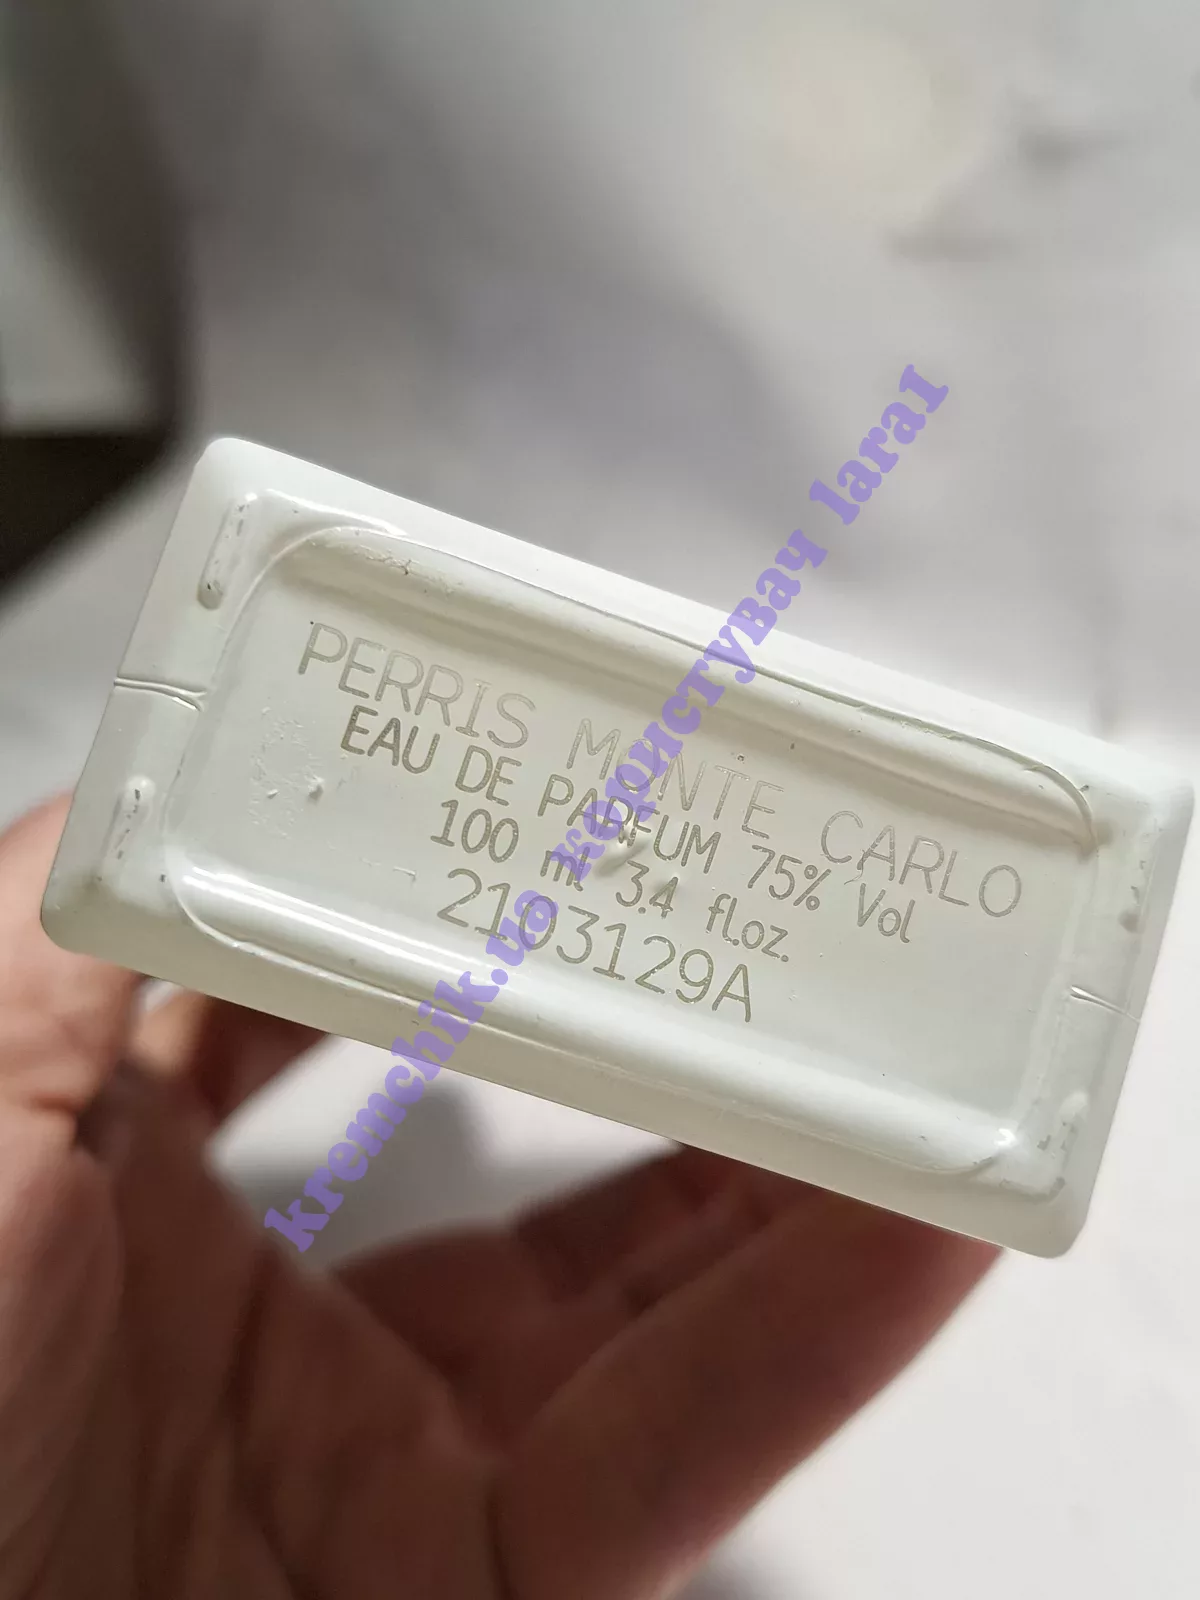 PERRIS MONTE CARLO
EAU DE PARFUM 75% Vol
100 ml 3.4 fl.oz.
2103129A
kremchik.ua користувач lara1